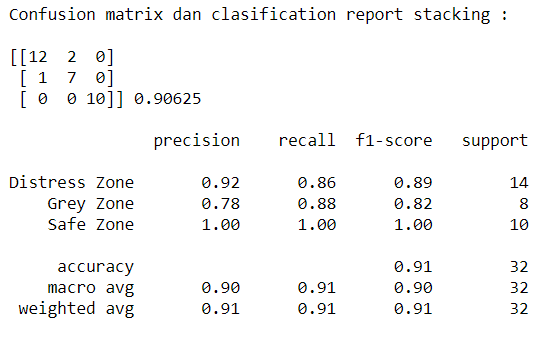 Confusion matrix dan clasification report stacking :
[[12 2 0]
[ 1 7 0]
[ 0 0 10]] 0.90625
precision recall f1-score support
Distress Zone 0.92 0.86 0.89 14
Grey Zone 0.78 0.88 0.82 8
Safe Zone 1.00 1.00 1.00 10
accuracy 0.91 32
macro avg 0.90 0.91 0.90 32
weighted avg 0.91 0.91 0.91 32